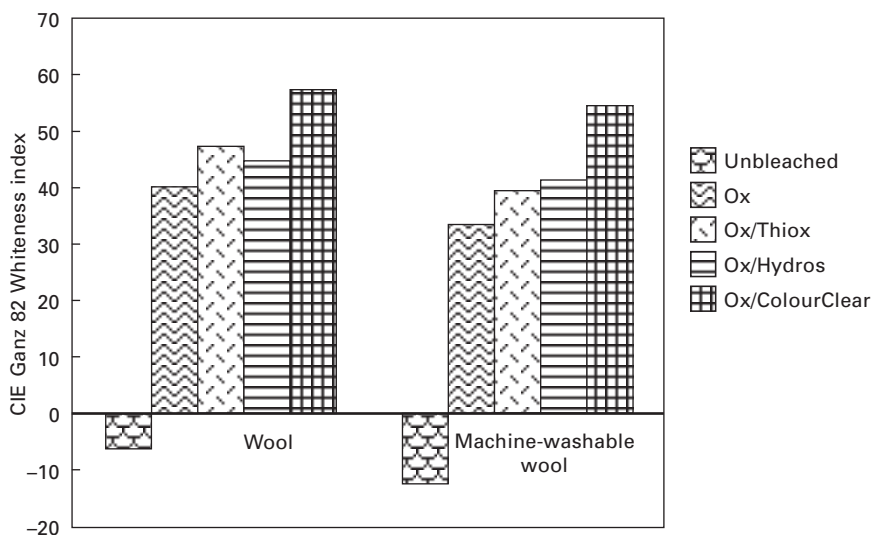 CIE Ganz 82 Whiteness index
70
60
50
40
30
20
10
0
–10
–20
Wool
Machine-washable
wool
Unbleached
Ox
Ox/Thiox
Ox/Hydros
Ox/ColourClear